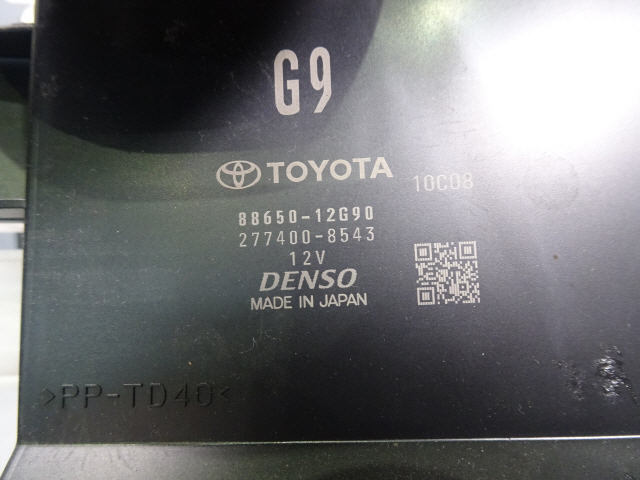 G9
TOYOTA 10C08
88650-12G90
277400-8543
12V
DENSO
MADE IN JAPAN
>PP-TD40<